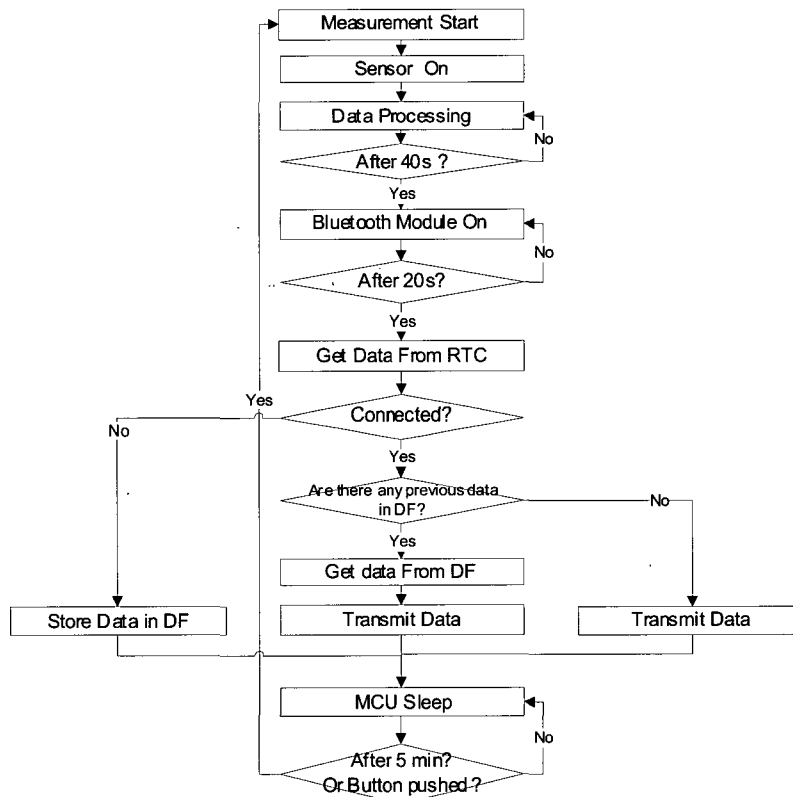 Measurement Start
Sensor On
Data Processing
No
After 40s ?
Yes
Bluetooth Module On
No
After 20s?
Yes
Get Data From RTC
Yes
Connected?
No
Yes
Are there any previous data
in DF?
No
Yes
Get data From DF
Store Data in DF
Transmit Data
Transmit Data
MCU Sleep
No
After 5 min?
Or Button pushed ?